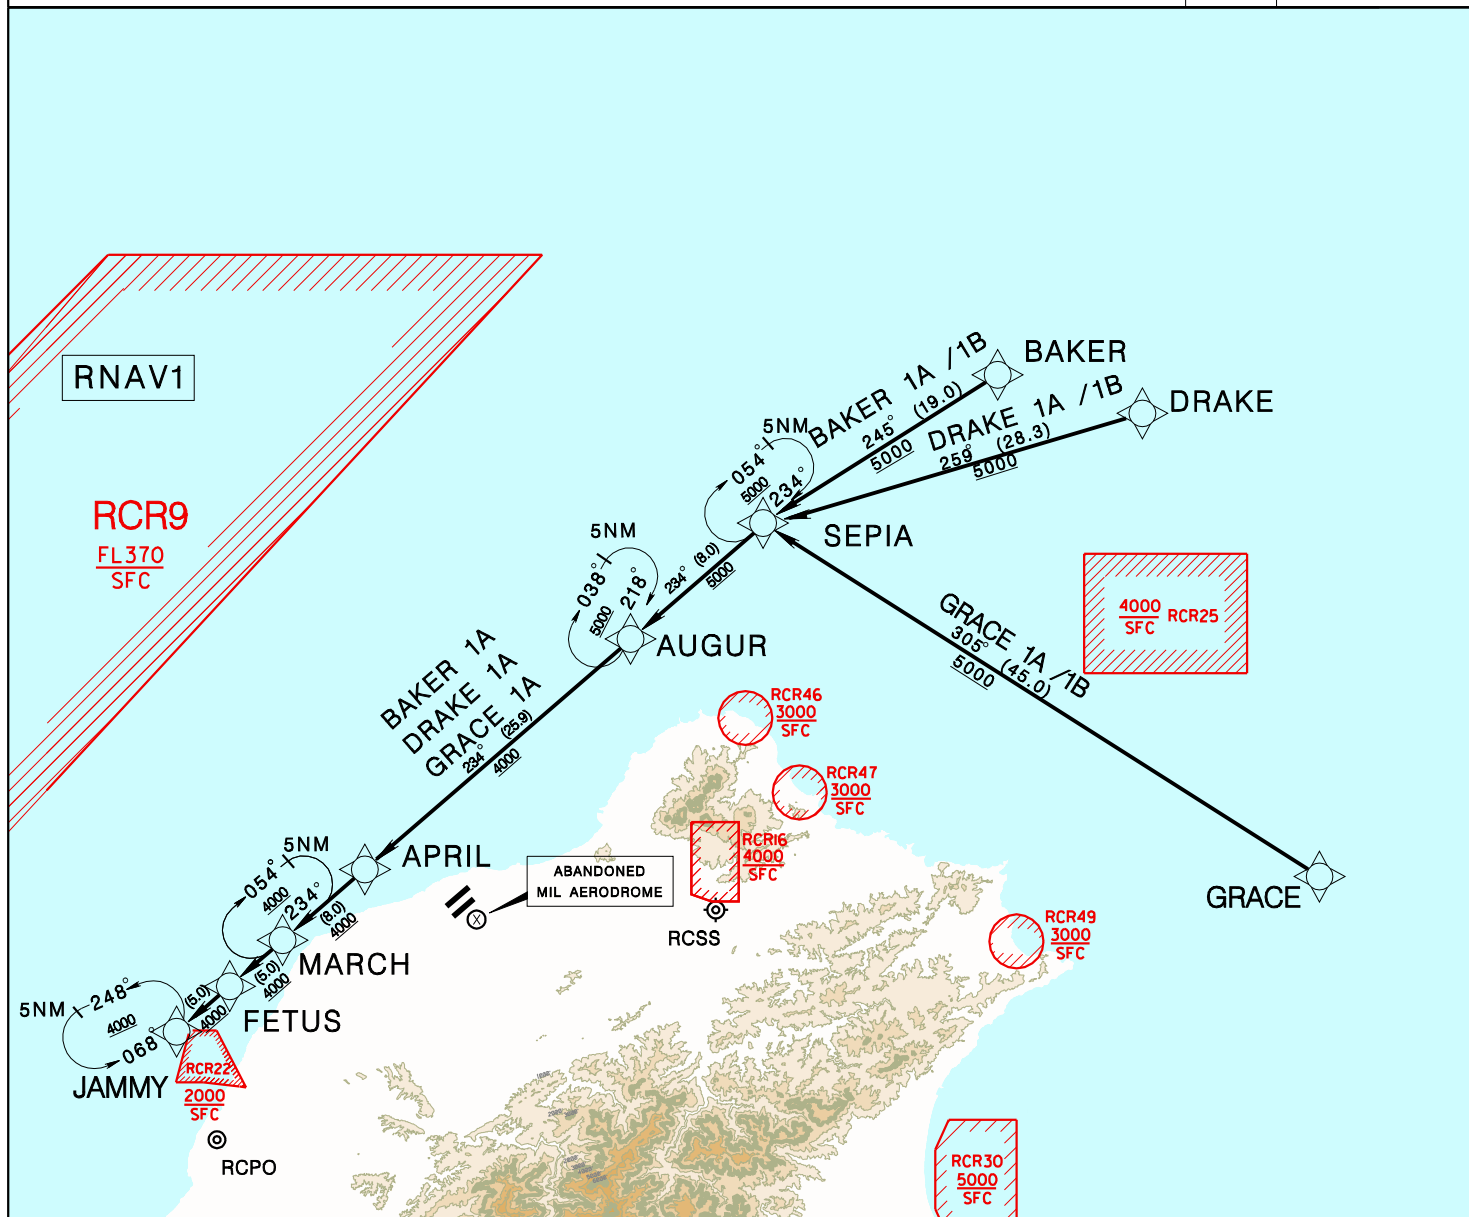 BAKER 1A /1B
BAKER
245° (19.0)
5000
DRAKE 1A /1B
DRAKE
259° (28.3)
5000
RNAV1
5NM
054°
5000
234°
SEPIA
RCR9
FL370
SFC
5NM
038°
5000
218°
234° (8.0)
5000
AUGUR
GRACE 1A /1B
305° (45.0)
5000
4000
SFC
RCR25
BAKER 1A
DRAKE 1A
GRACE 1A
234° (25.9)
4000
RCR46
3000
SFC
RCR47
3000
SFC
RCR16
4000
SFC
5NM
054°
4000
234°
APRIL
(8.0)
4000
ABANDONED
MIL AERODROME
X
RCSS
GRACE
RCR49
3000
SFC
MARCH
(5.0)
4000
5NM
248°
4000
068°
(5.0)
4000
FETUS
JAMMY
RCR22
2000
SFC
RCPO
RCR30
5000
SFC